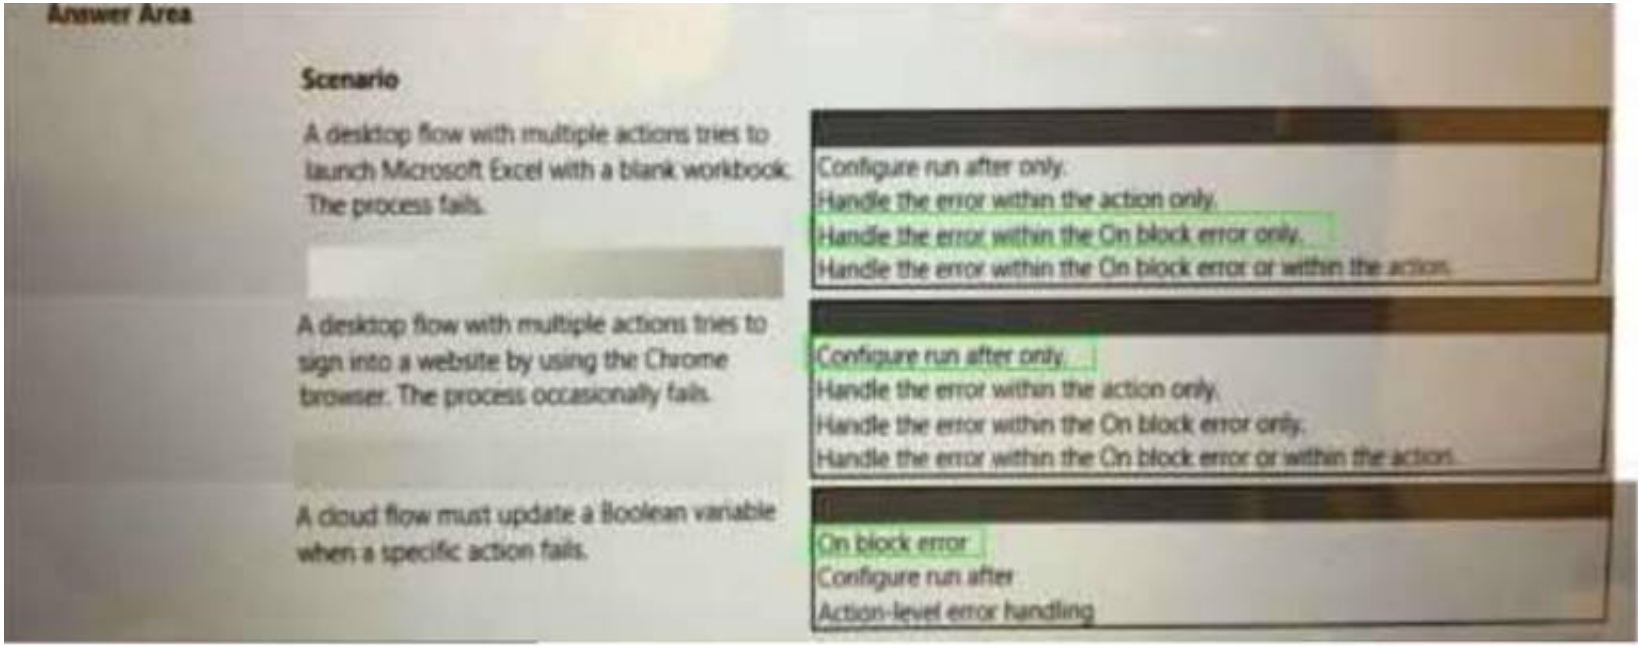 Answer Area
Scenario
A desktop flow with multiple actions tries to
launch Microsoft Excel with a blank workbook.
The process fails.
Configure run after only.
Handle the error within the action only.
Handle the error within the On block error only.
Handle the error within the On block error or within the action.
A desktop flow with multiple actions tries to
sign into a website by using the Chrome
browser. The process occasionally fails.
Configure run after only.
Handle the error within the action only.
Handle the error within the On block error only.
Handle the error within the On block error or within the action.
A cloud flow must update a Boolean variable
when a specific action fails.
On block error
Configure run after
Action-level error handling